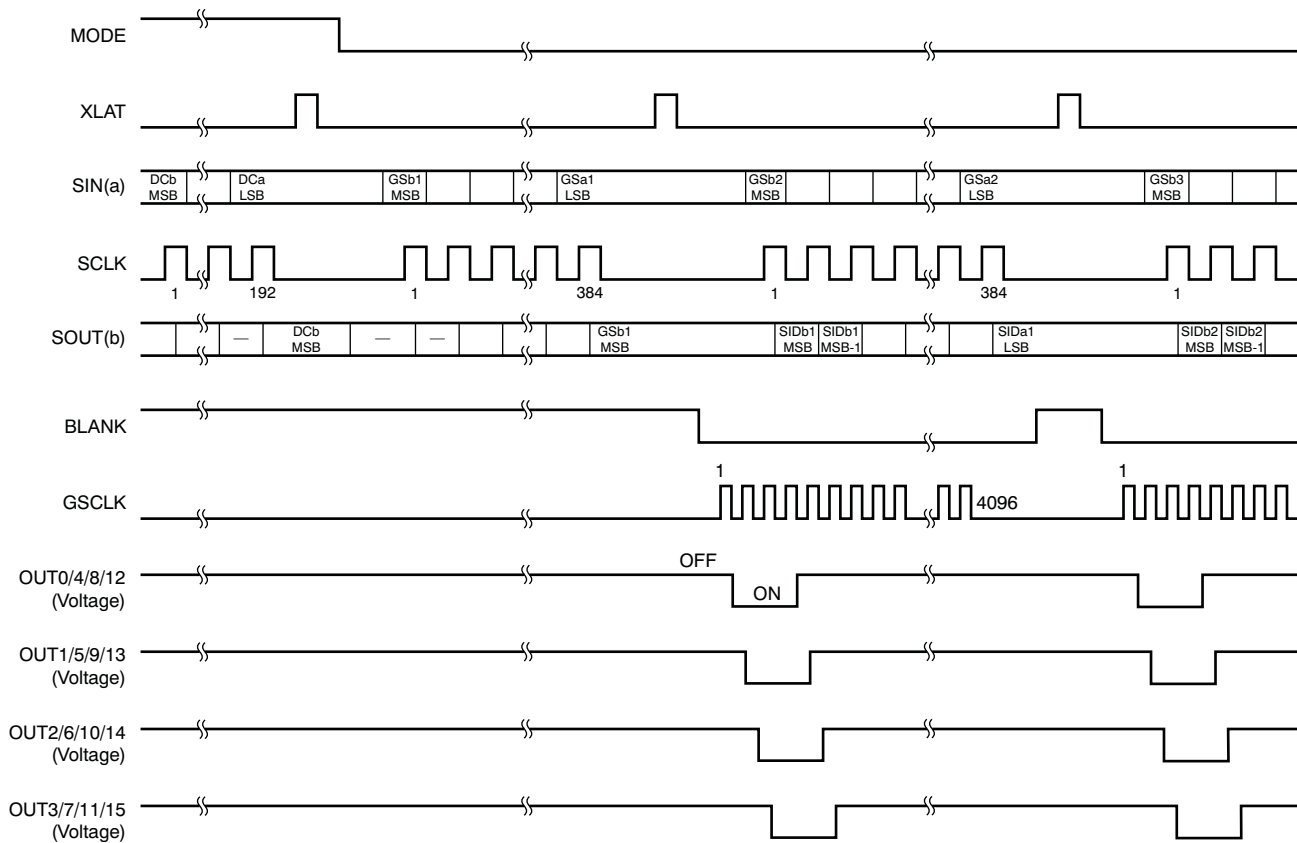 MODE
XLAT
SIN(a)
DCb
MSB
DCa
LSB
GSb1
MSB
GSa1
LSB
GSb2
MSB
GSa2
LSB
GSb3
MSB
SCLK
1
192
1
384
1
384
1
SOUT(b)
—
DCb
MSB
—
—
GSb1
MSB
SIDb1
MSB
SIDb1
MSB-1
SIDa1
LSB
SIDb2
MSB
SIDb2
MSB-1
BLANK
GSCLK
1
4096
1
OUT0/4/8/12
(Voltage)
OFF
ON
OUT1/5/9/13
(Voltage)
OUT2/6/10/14
(Voltage)
OUT3/7/11/15
(Voltage)